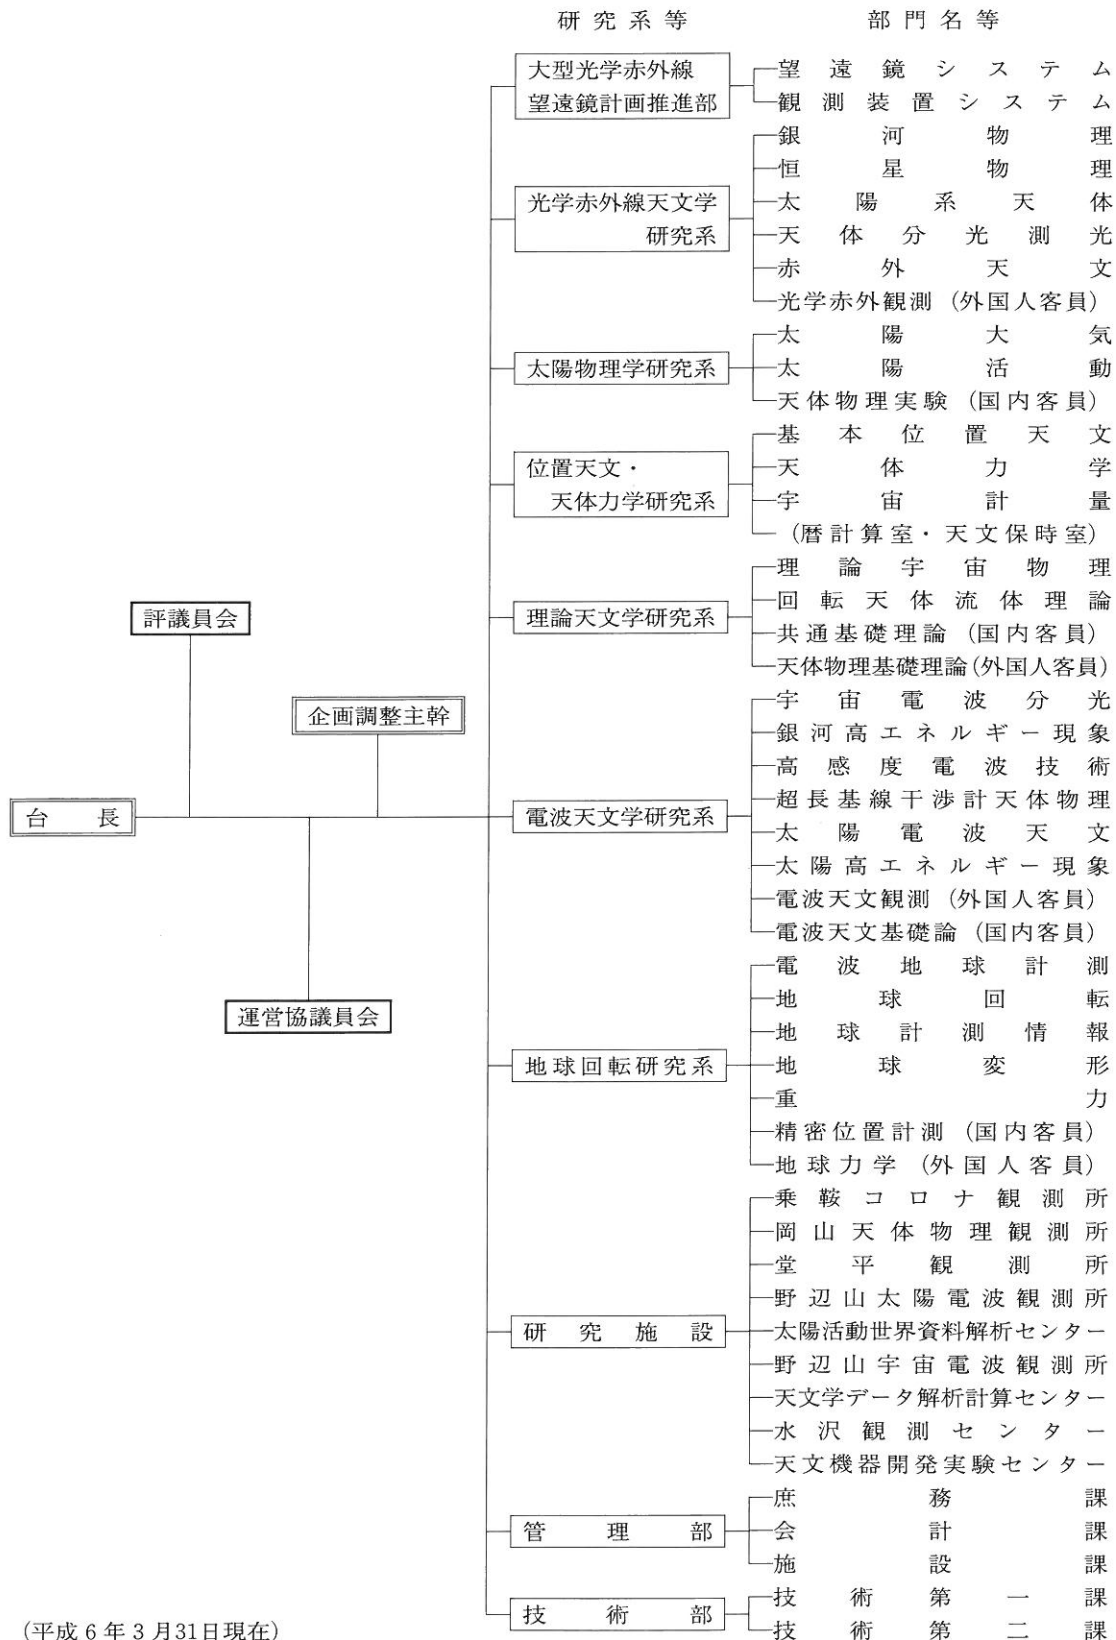 研究系等 部門名等
大型光学赤外線
望遠鏡計画推進部
望遠鏡システム
観測装置システム
光学赤外線天文学
研究系
銀河物理
恒星物理
太陽系天体
天体分光測光
赤外天文
光学赤外観測 (外国人客員)
太陽物理学研究系
太陽大気
太陽活動
天体物理実験 (国内客員)
位置天文・
天体力学研究系
基本位置天文
天体力学
宇宙計量
(暦計算室・天文保時室)
理論天文学研究系
理論宇宙物理
回転天体流体理論
共通基礎理論 (国内客員)
天体物理基礎理論(外国人客員)
評議員会
企画調整主幹
台長
運営協議員会
電波天文学研究系
宇宙電波分光
銀河高エネルギー現象
高感度電波技術
超長基線干渉計天体物理
太陽電波天文
太陽高エネルギー現象
電波天文観測 (外国人客員)
電波天文基礎論 (国内客員)
地球回転研究系
電波地球計測
地球回転
地球計測情報
地球変形
重力
精密位置計測 (国内客員)
地球力学 (外国人客員)
研究施設
乗鞍コロナ観測所
岡山天体物理観測所
堂平観測所
野辺山太陽電波観測所
太陽活動世界資料解析センター
野辺山宇宙電波観測所
天文学データ解析計算センター
水沢観測センター
天文機器開発実験センター
管理部
庶務課
会計課
施設課
技術部
技術第一課
技術第二課
(平成6年3月31日現在)